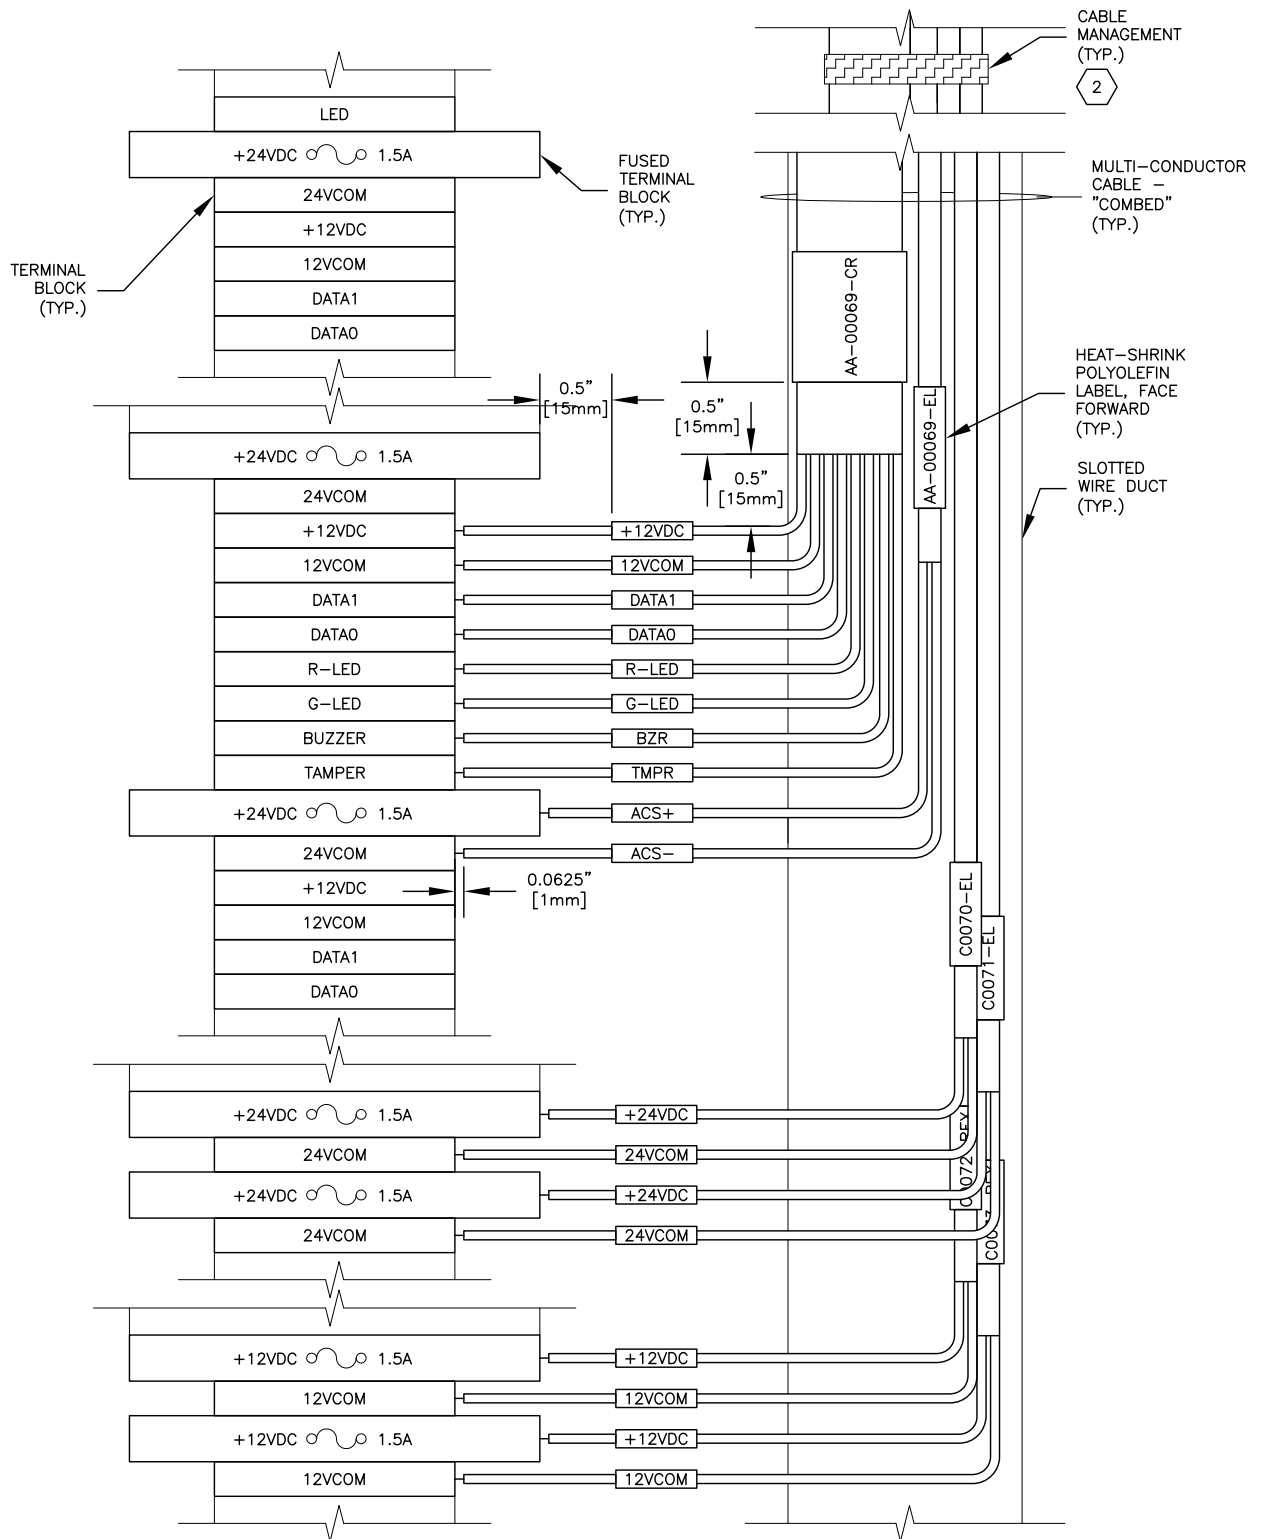 CABLE
MANAGEMENT
(TYP.)
2
LED
+24VDC 1.5A
24VCOM
+12VDC
12VCOM
DATA1
DATA0
FUSED
TERMINAL
BLOCK
(TYP.)
TERMINAL
BLOCK
(TYP.)
MULTI-CONDUCTOR
CABLE -
"COMBED"
(TYP.)
AA-00069-CR
HEAT-SHRINK
POLYOLEFIN
LABEL, FACE
FORWARD
(TYP.)
AA-00069-EL
SLOTTED
WIRE DUCT
(TYP.)
0.5"
[15mm]
0.5"
[15mm]
0.5"
[15mm]
+24VDC 1.5A
24VCOM
+12VDC +12VDC
12VCOM 12VCOM
DATA1 DATA1
DATA0 DATA0
R-LED R-LED
G-LED G-LED
BUZZER BZR
TAMPER TMPR
+24VDC 1.5A ACS+
24VCOM ACS-
+12VDC
12VCOM
DATA1
DATA0
0.0625"
[1mm]
C0070-EL
C0071-EL
+24VDC 1.5A +24VDC
24VCOM 24VCOM
+24VDC 1.5A +24VDC
24VCOM 24VCOM
+12VDC 1.5A +12VDC
12VCOM 12VCOM
+12VDC 1.5A +12VDC
12VCOM 12VCOM